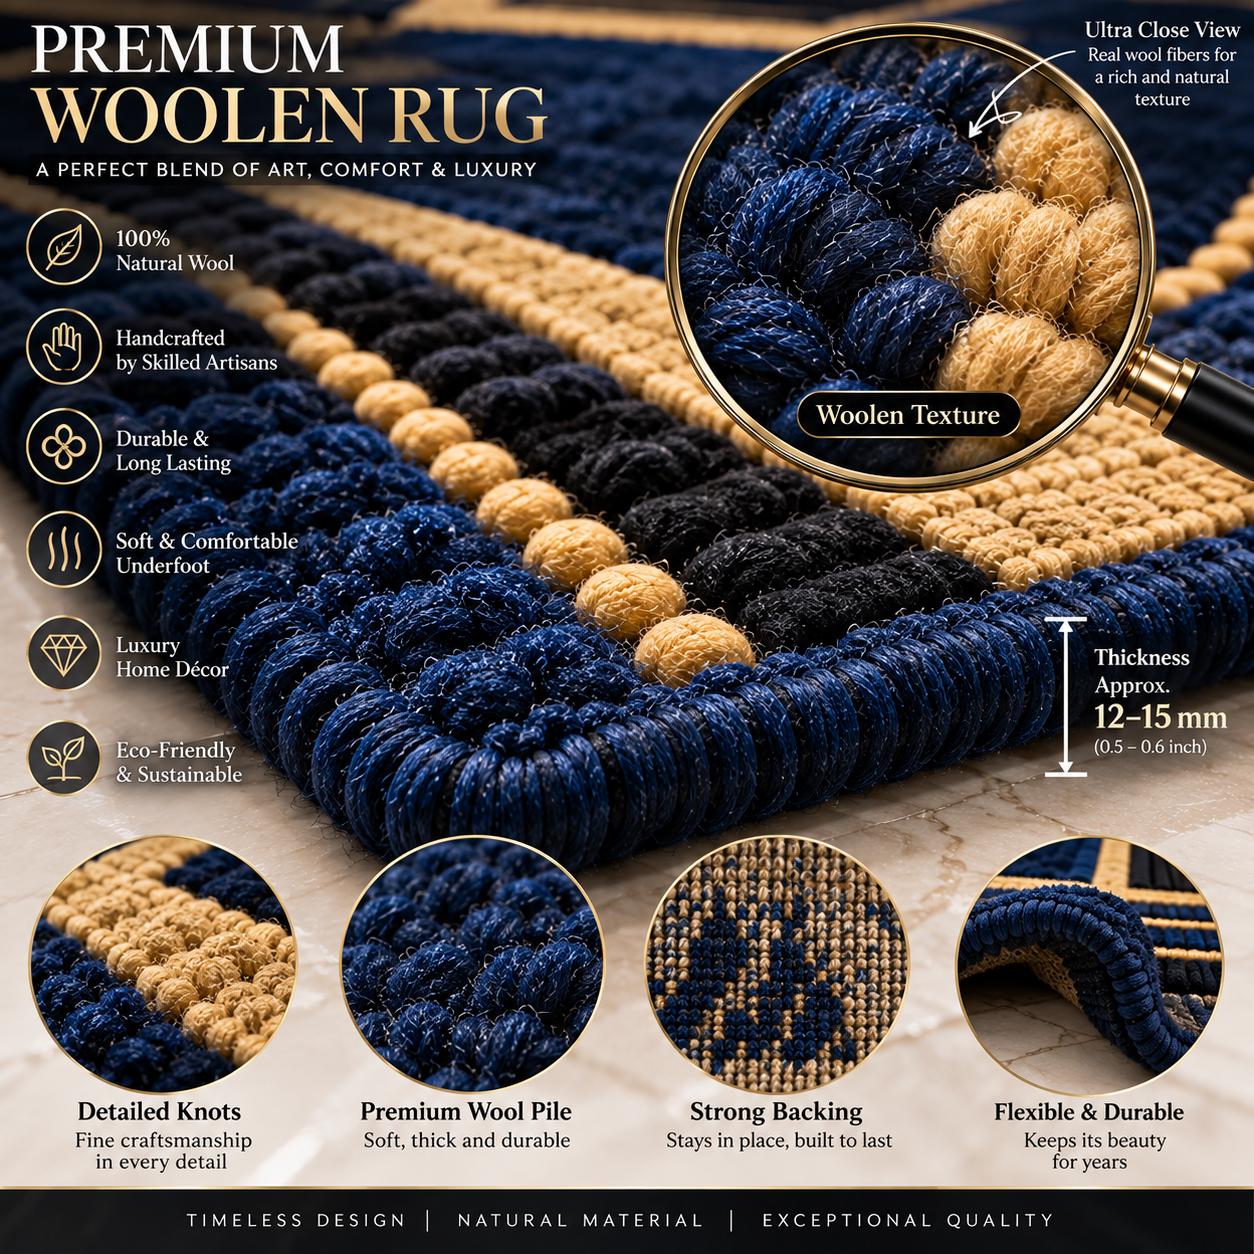 PREMIUM
WOOLEN RUG
A PERFECT BLEND OF ART, COMFORT & LUXURY
Ultra Close View
Real wool fibers for
a rich and natural
texture
Woolen Texture
100%
Natural Wool
Handcrafted
by Skilled Artisans
Durable &
Long Lasting
Soft & Comfortable
Underfoot
Luxury
Home Décor
Eco-Friendly
& Sustainable
Thickness
Approx.
12–15 mm
(0.5 – 0.6 inch)
Detailed Knots
Fine craftsmanship
in every detail
Premium Wool Pile
Soft, thick and durable
Strong Backing
Stays in place, built to last
Flexible & Durable
Keeps its beauty
for years
TIMELESS DESIGN | NATURAL MATERIAL | EXCEPTIONAL QUALITY